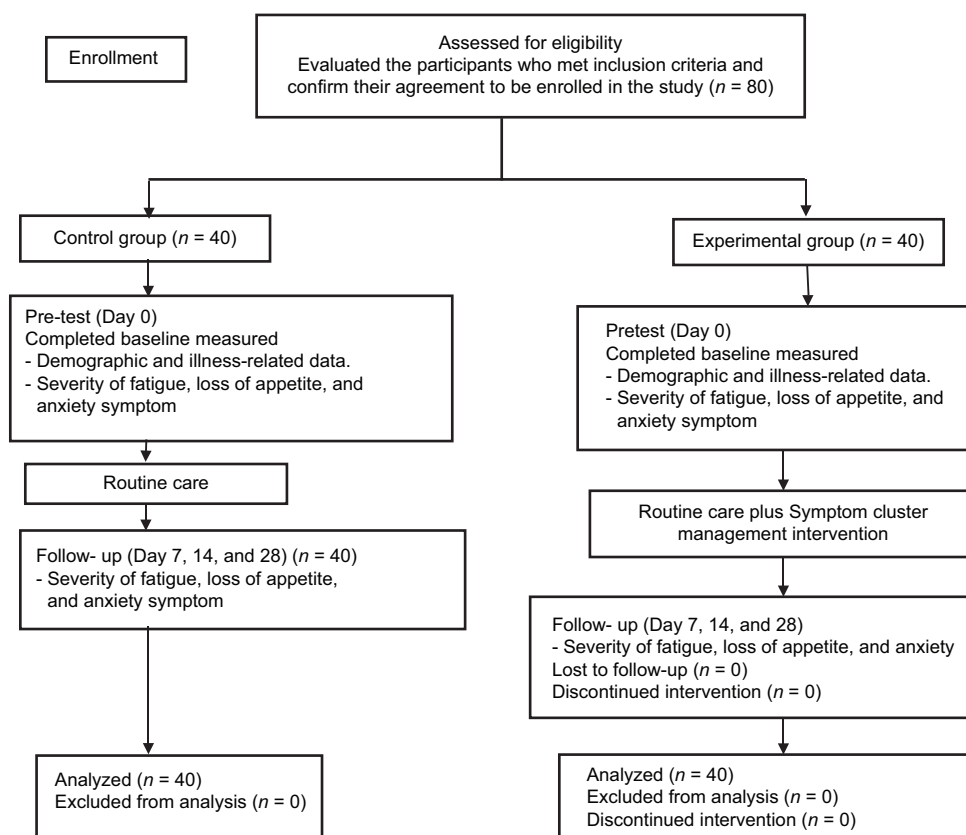 Enrollment
Assessed for eligibility
Evaluated the participants who met inclusion criteria and
confirm their agreement to be enrolled in the study (n = 80)
Control group (n = 40)
Experimental group (n = 40)
Pre-test (Day 0)
Completed baseline measured
- Demographic and illness-related data.
- Severity of fatigue, loss of appetite, and
anxiety symptom
Pretest (Day 0)
Completed baseline measured
- Demographic and illness-related data.
- Severity of fatigue, loss of appetite, and
anxiety symptom
Routine care
Routine care plus Symptom cluster
management intervention
Follow- up (Day 7, 14, and 28) (n = 40)
- Severity of fatigue, loss of appetite,
and anxiety symptom
Follow- up (Day 7, 14, and 28)
- Severity of fatigue, loss of appetite, and anxiety
Lost to follow-up (n = 0)
Discontinued intervention (n = 0)
Analyzed (n = 40)
Excluded from analysis (n = 0)
Analyzed (n = 40)
Excluded from analysis (n = 0)
Discontinued intervention (n = 0)